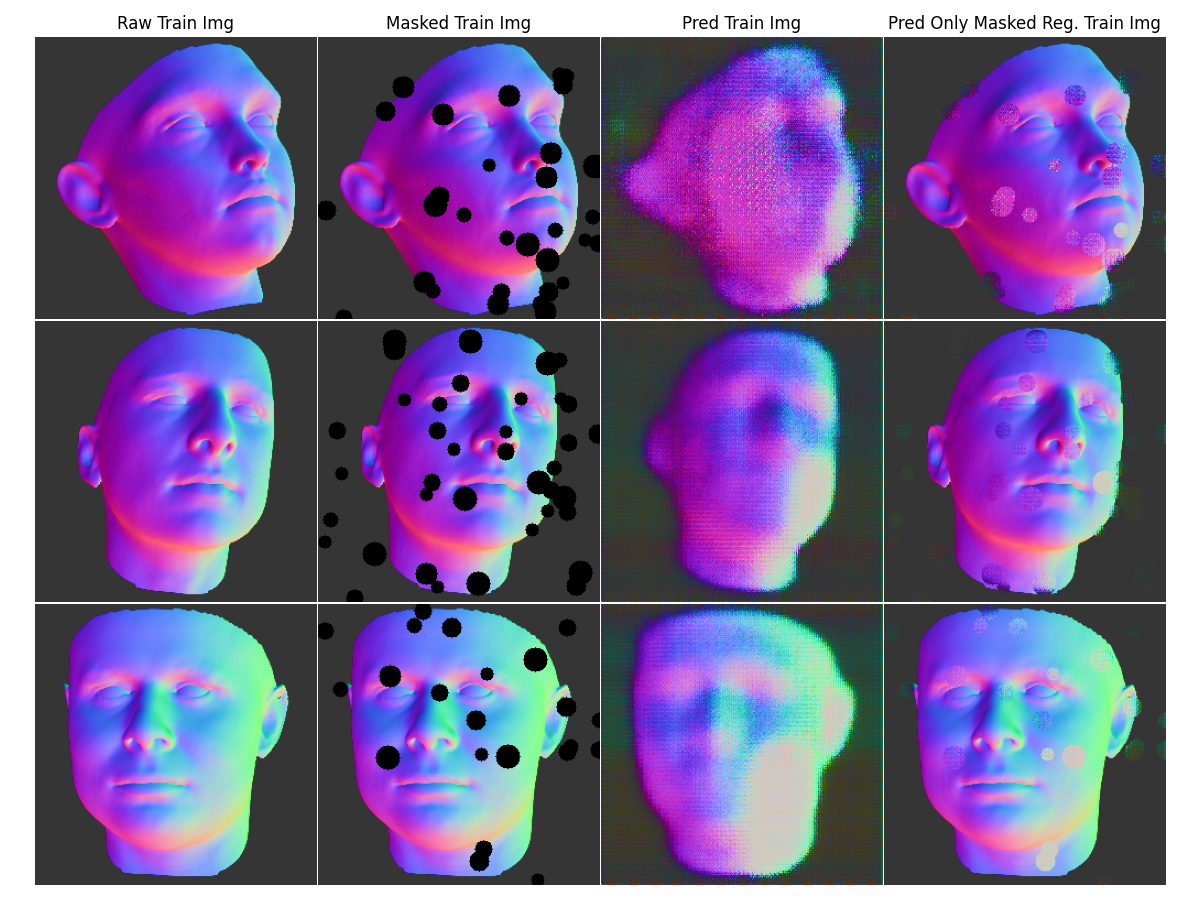 Raw Train Img
Masked Train Img
Pred Train Img
Pred Only Masked Reg. Train Img